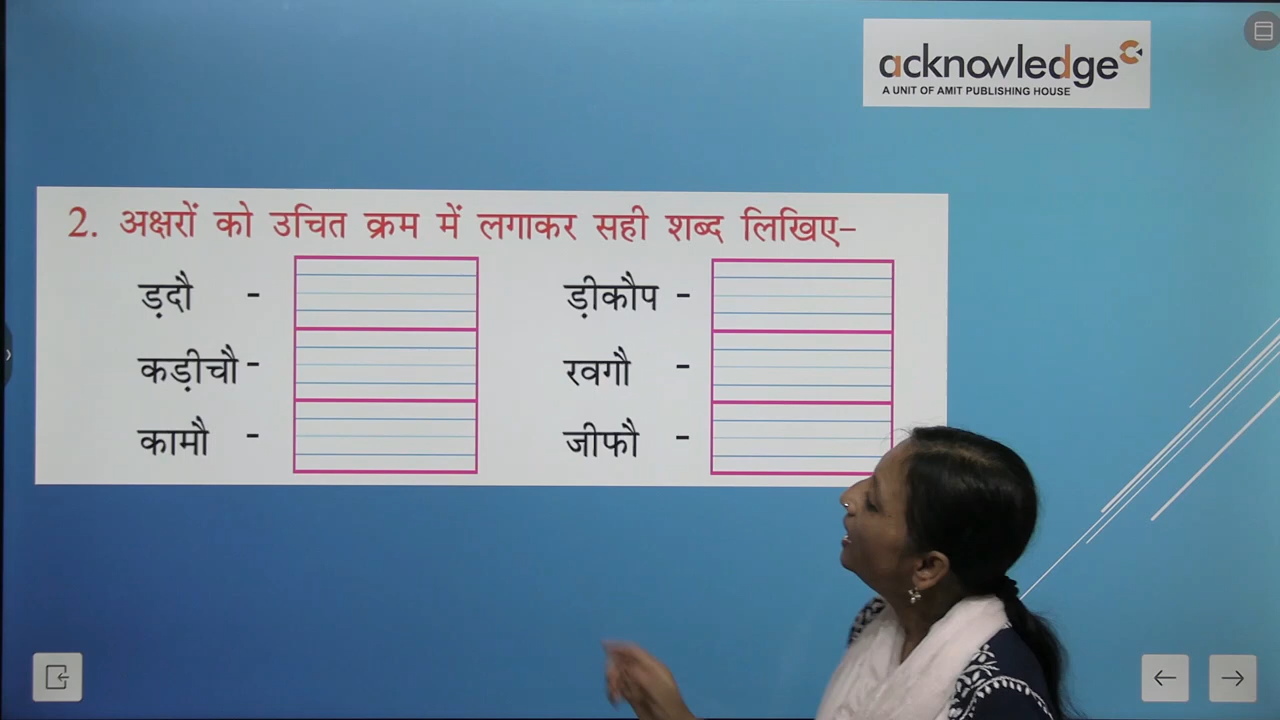 acknowledge
A UNIT OF AMIT PUBLISHING HOUSE
2. अक्षरों को उचित क्रम में लगाकर सही शब्द लिखिए–
ड़दौ -
ड़ीकौप -
कड़ीचौ -
रवगौ -
कामौ -
जीफौ -